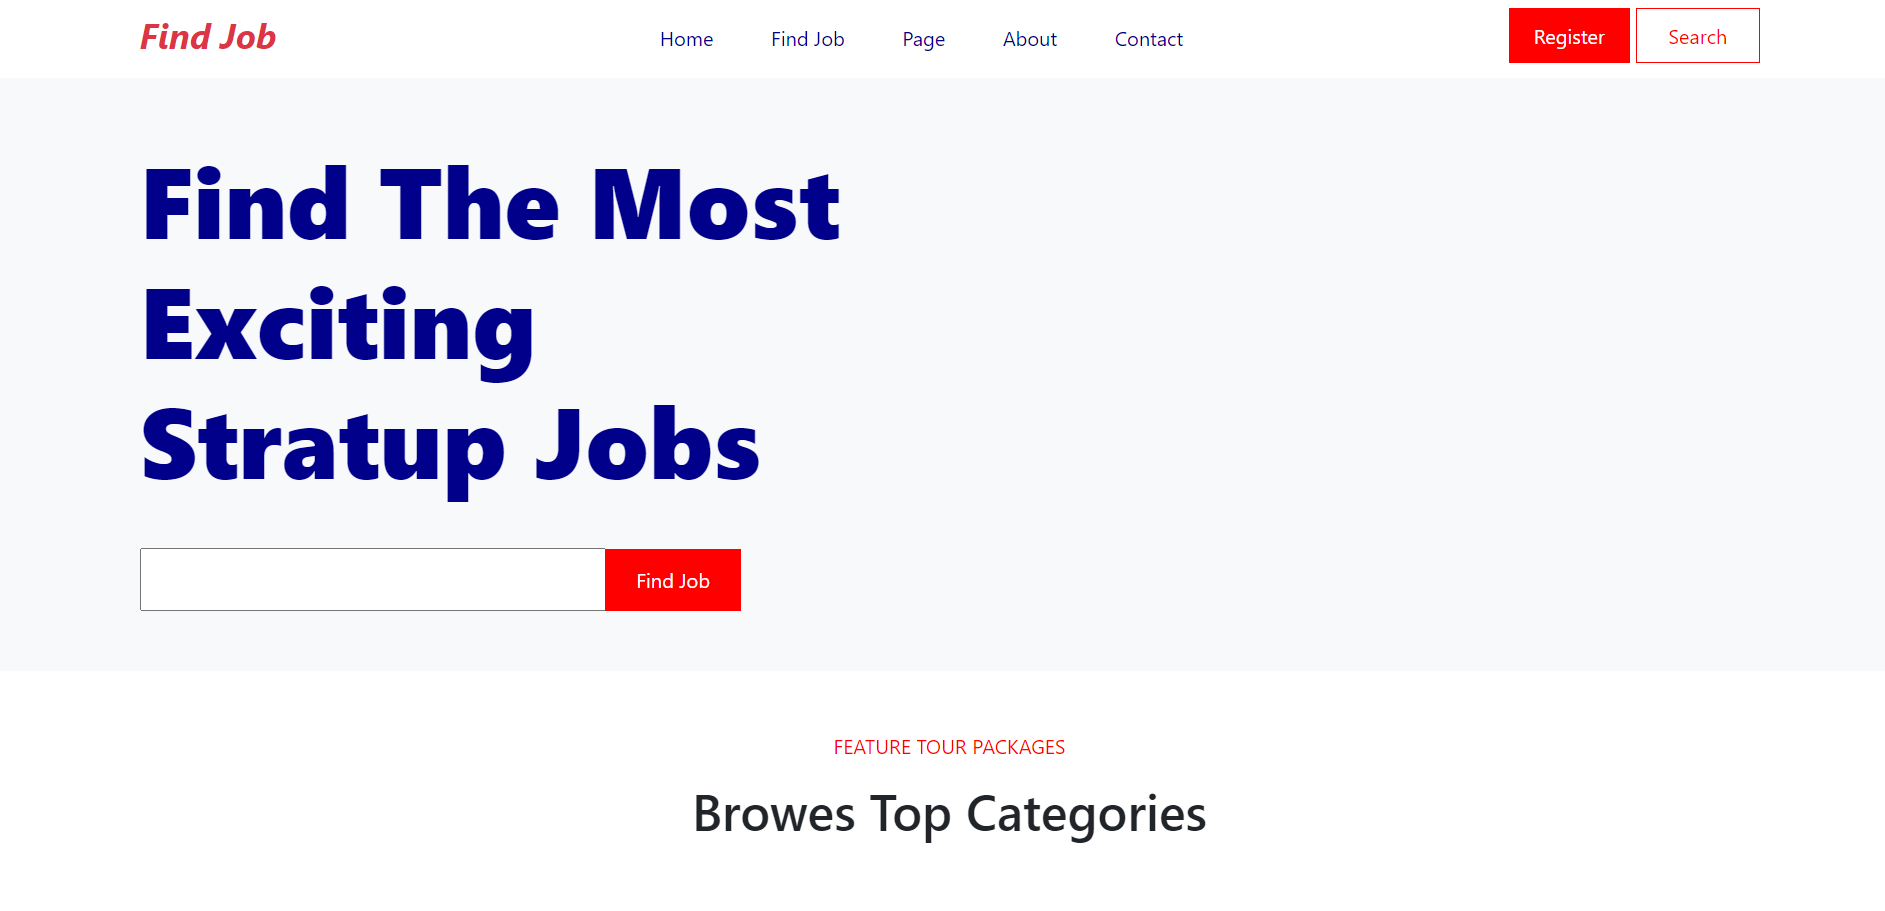 Find Job
Home Find Job Page About Contact
Register Search
Find The Most
Exciting
Stratup Jobs
Find Job
FEATURE TOUR PACKAGES
Browes Top Categories